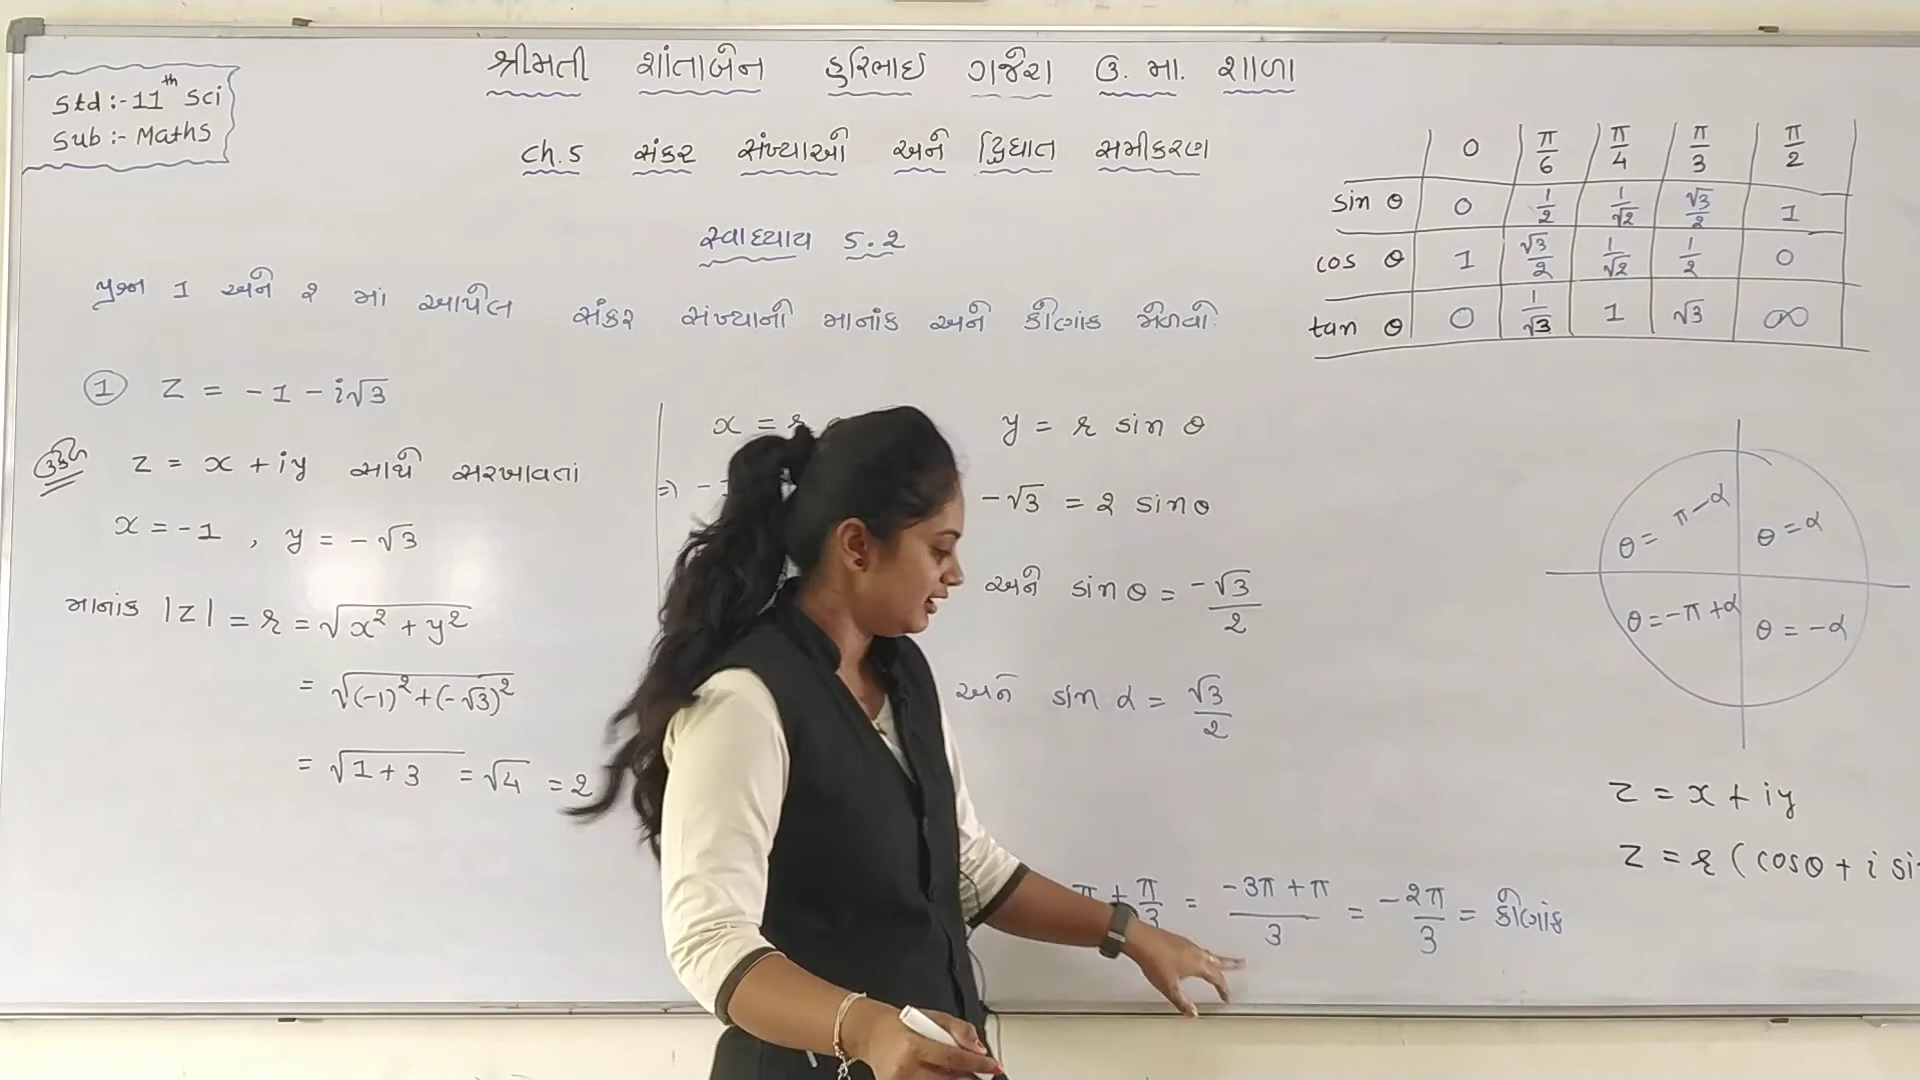 શ્રીમતી શાંતાબેન હરિભાઈ ગજેરા ઉ. મા. શાળા
Std :- 11th Sci
Sub :- Maths
Ch. 5 સંકર સંખ્યાઓ અને દ્વિઘાત સમીકરણ
સ્વાધ્યાય 5.2
પ્રશ્ન 1 અને 2 માં આપેલ સંકર સંખ્યાની માનાંક અને કોણાંક મેળવો.
0 π/6 π/4 π/3 π/2
sin θ 0 1/2 1/√2 √3/2 1
cos θ 1 √3/2 1/√2 1/2 0
tan θ 0 1/√3 1 √3 ∞
① Z = -1 - i√3
ઉકેલ z = x + iy સાથે સરખાવતાં
x = -1 , y = -√3
માનાંક |z| = r = √(x² + y²)
= √((-1)² + (-√3)²)
= √(1+3) = √4 = 2
x = r
y = r sin θ
⇒ -1
-√3 = 2 sin θ
અને sin θ = -√3/2
અને sin α = √3/2
π + π/3 = (-3π + π)/3 = -2π/3 = કોણાંક
θ = π - α
θ = α
θ = -π + α
θ = -α
z = x + iy
z = r (cosθ + i si